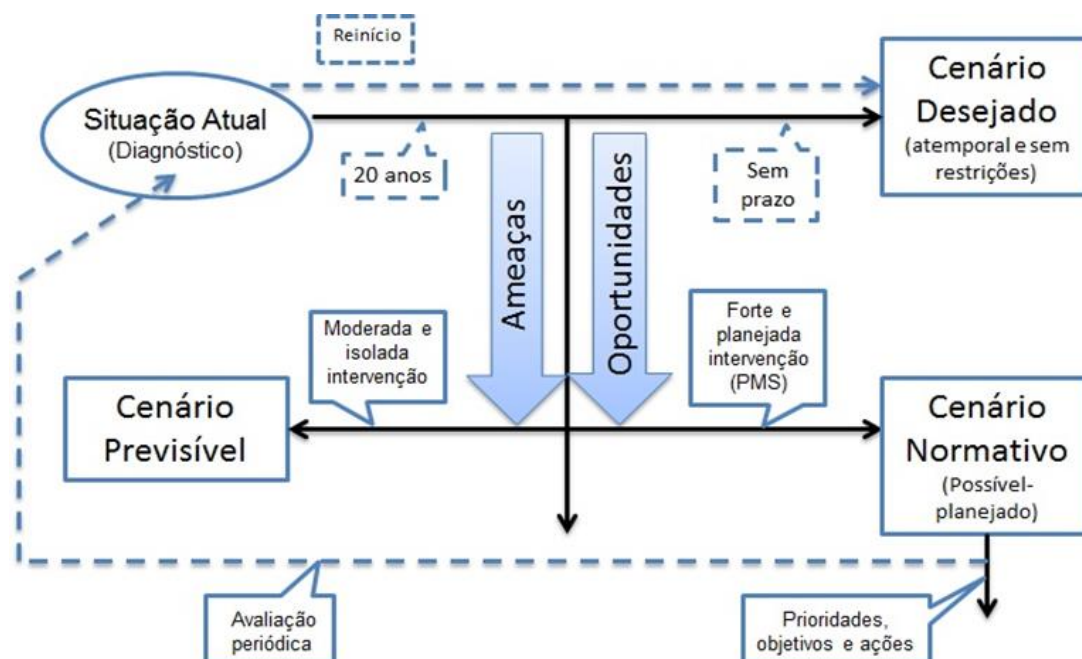 Reinício
Situação Atual
(Diagnóstico)
Cenário
Desejado
(atemporal e sem
restrições)
20 anos
Sem
prazo
Ameaças
Oportunidades
Moderada e
isolada
intervenção
Forte e
planejada
intervenção
(PMS)
Cenário
Previsível
Cenário
Normativo
(Possível-
planejado)
Avaliação
periódica
Prioridades,
objetivos e ações